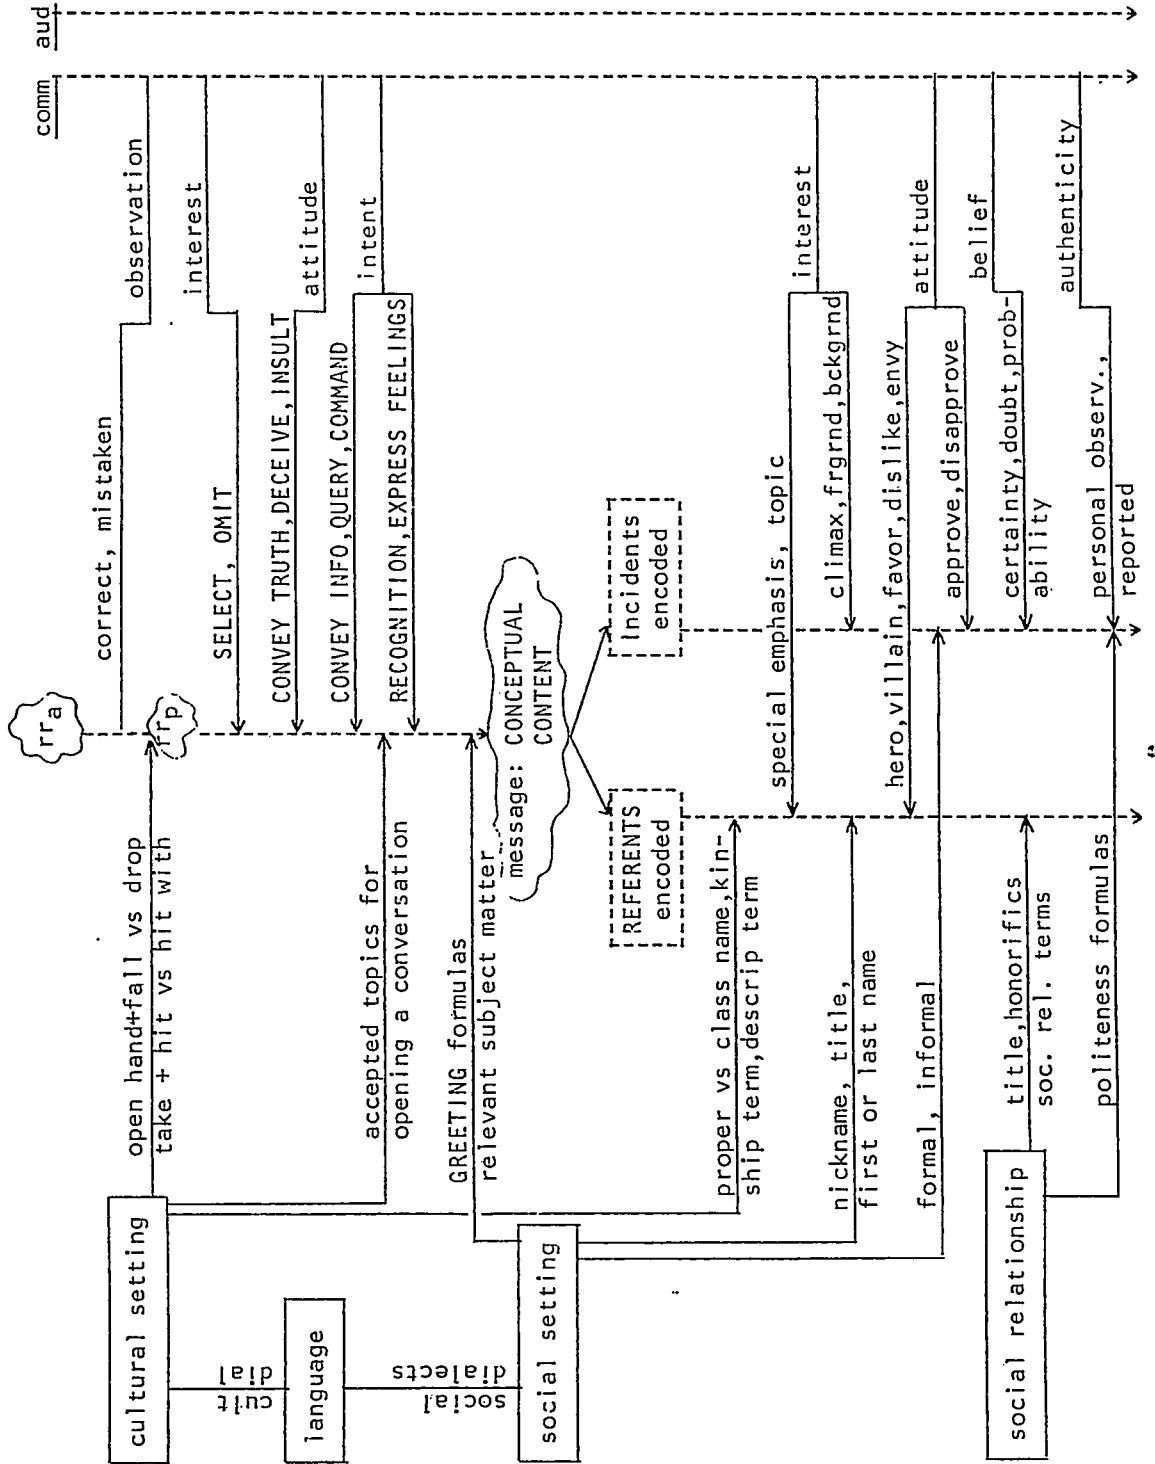 comm aud
rra
correct, mistaken
observation
open hand+fall vs drop
take + hit vs hit with
rrp
interest
SELECT, OMIT
CONVEY TRUTH,DECEIVE,INSULT
attitude
CONVEY INFO,QUERY,COMMAND
intent
RECOGNITION,EXPRESS FEELINGS
cultural setting
cult
dial
language
social
dialects
social setting
accepted topics for
opening a conversation
GREETING formulas
relevant subject matter
message: CONCEPTUAL
CONTENT
REFERENTS
encoded
Incidents
encoded
proper vs class name,kin-
ship term,descrip term
special emphasis, topic
interest
climax,frgrnd,bckgrnd
nickname, title,
first or last name
hero,villain,favor,dislike,envy
attitude
approve,disapprove
formal, informal
belief
certainty,doubt,prob-
ability
social relationship
title,honorifics
soc. rel. terms
authenticity
personal observ.,
reported
politeness formulas